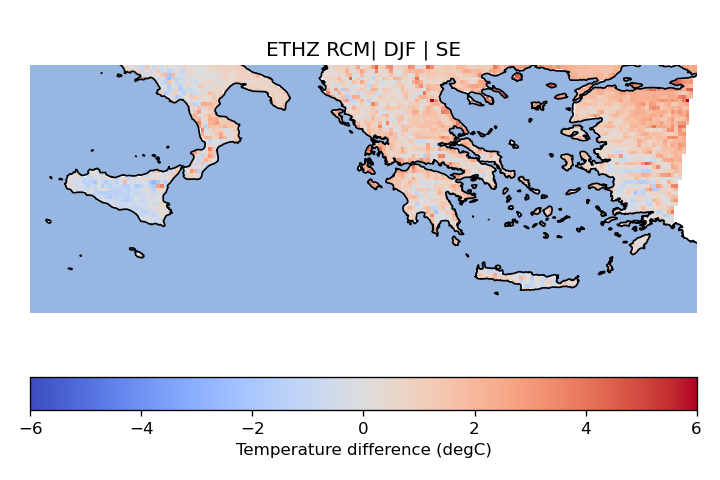 ETHZ RCM| DJF | SE
−6 −4 −2 0 2 4 6
Temperature difference (degC)